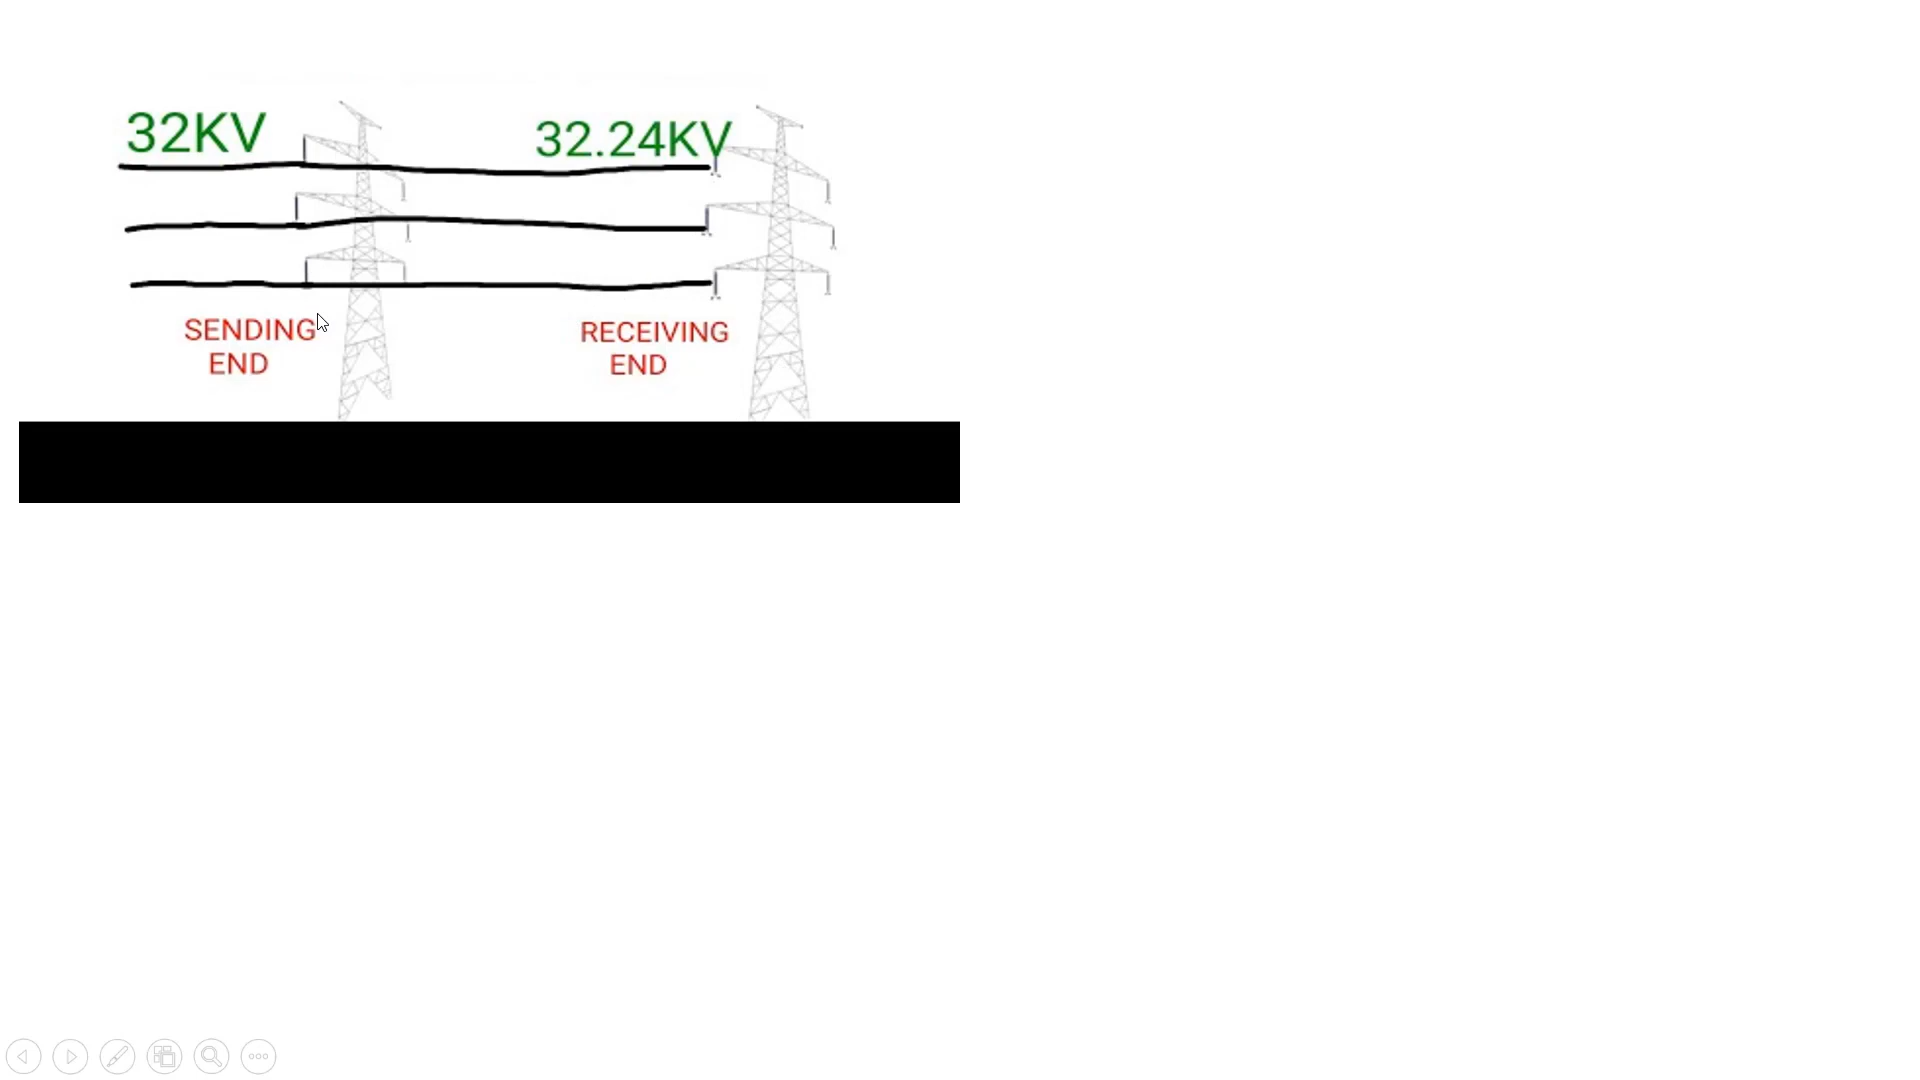 32KV
32.24KV
SENDING
END
RECEIVING
END